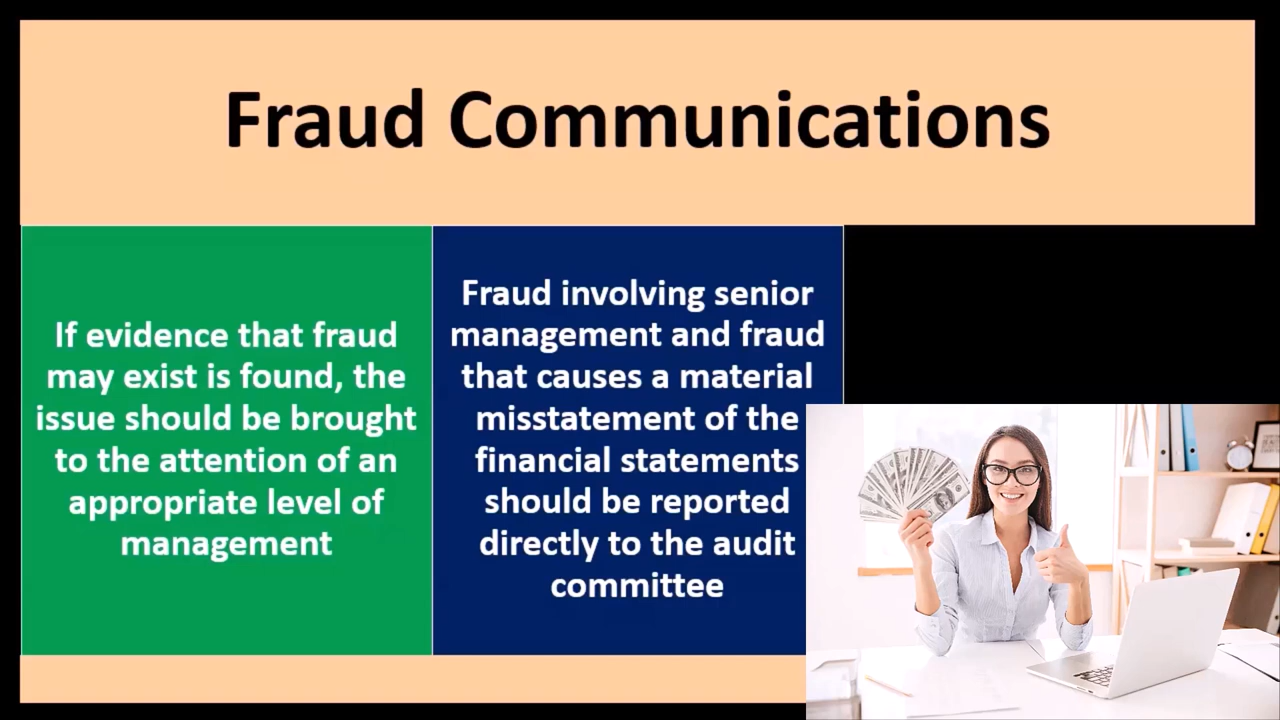 Fraud Communications
If evidence that fraud
may exist is found, the
issue should be brought
to the attention of an
appropriate level of
management
Fraud involving senior
management and fraud
that causes a material
misstatement of the
financial statements
should be reported
directly to the audit
committee